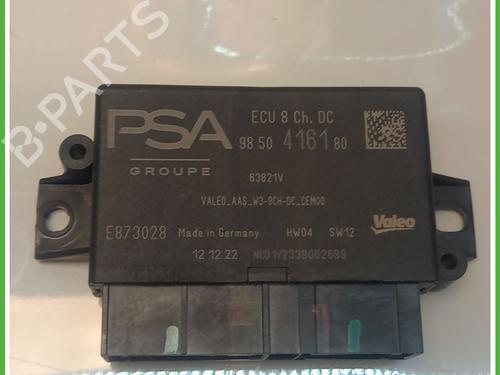 B-PARTS
PSA
GROUPE
ECU 8 Ch. DC
98 50 4161 80
63821V
VALEO_AAS_W3-8CH-DC_CEM00
E873028 Made in Germany HW04 SW12 Valeo
12.12.22 NC01/2339002699